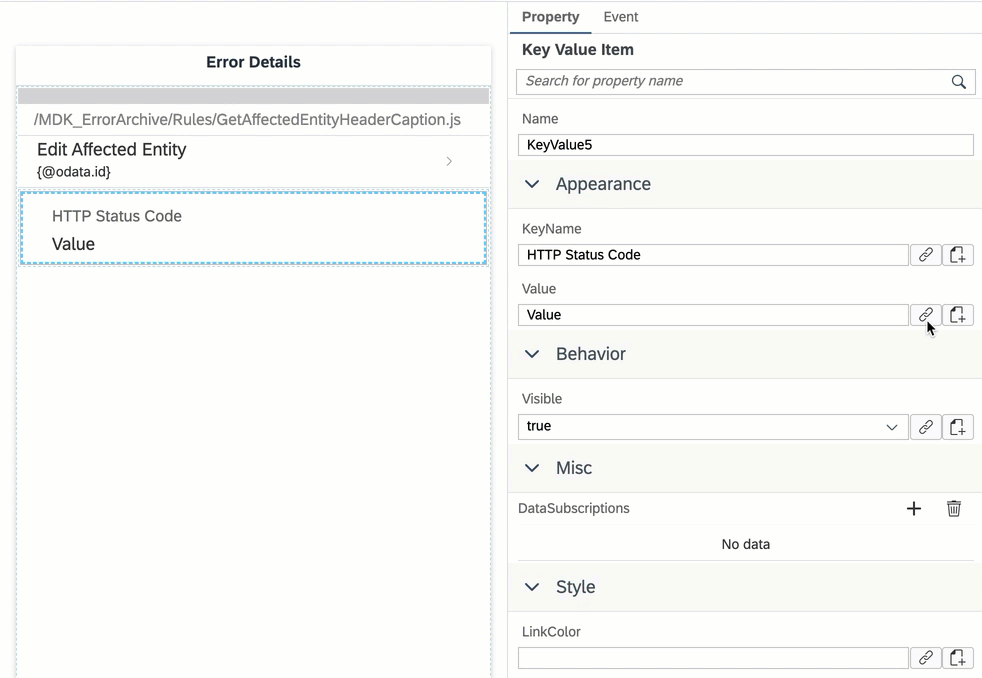 Error Details
/MDK_ErrorArchive/Rules/GetAffectedEntityHeaderCaption.js
Edit Affected Entity
{@odata.id}
HTTP Status Code
Value
Property Event
Key Value Item
Search for property name
Name
KeyValue5
Appearance
KeyName
HTTP Status Code
Value
Value
Behavior
Visible
true
Misc
DataSubscriptions
No data
Style
LinkColor